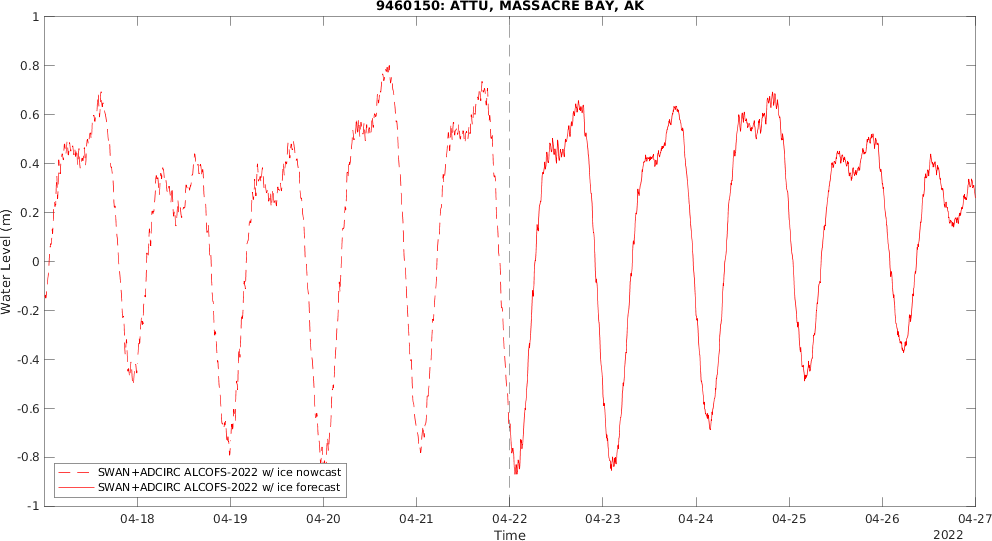 9460150: ATTU, MASSACRE BAY, AK
1
0.8
0.6
0.4
0.2
0
-0.2
-0.4
-0.6
-0.8
-1
Water Level (m)
SWAN+ADCIRC ALCOFS-2022 w/ ice nowcast
SWAN+ADCIRC ALCOFS-2022 w/ ice forecast
04-18 04-19 04-20 04-21 04-22 04-23 04-24 04-25 04-26 04-27
Time
2022